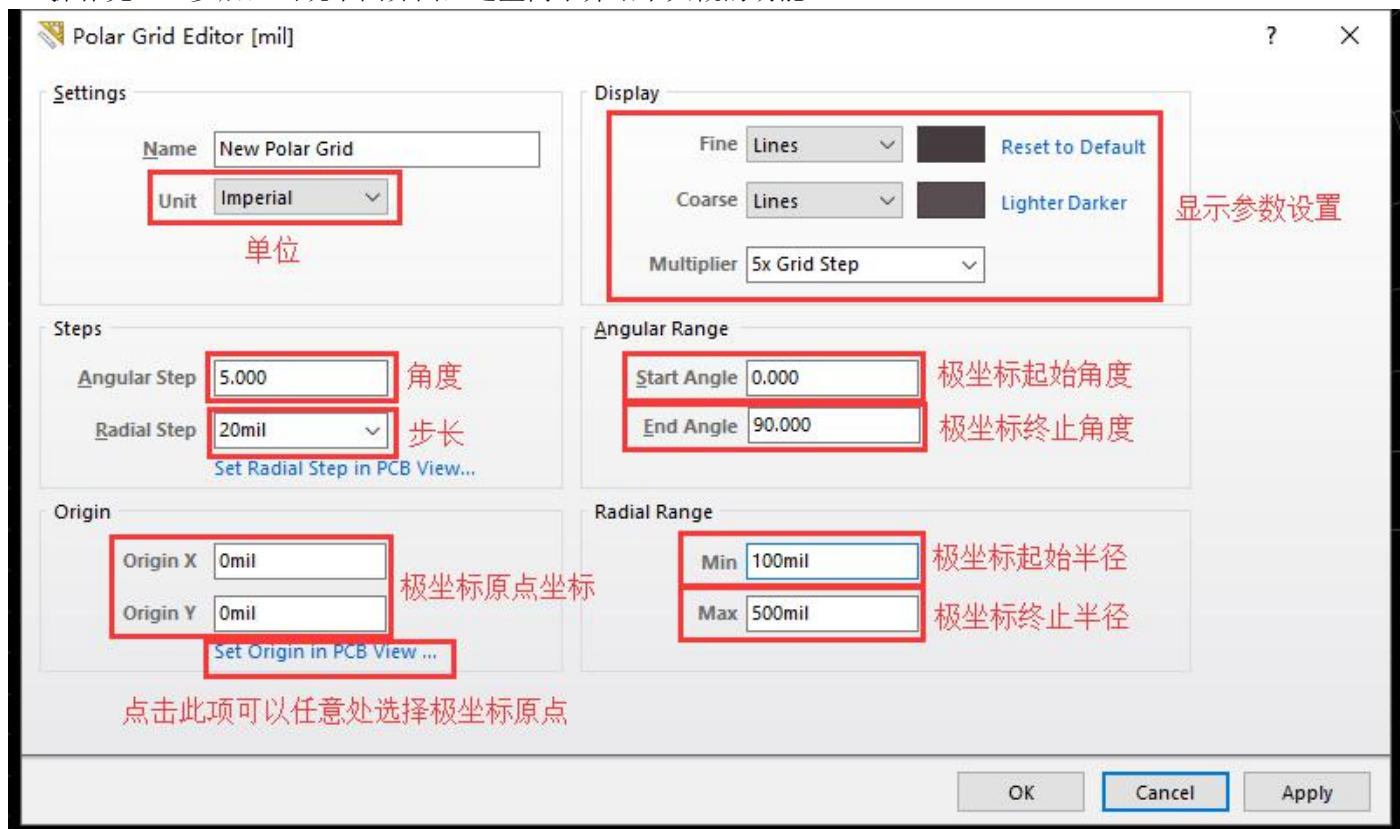 Polar Grid Editor [mil]
?
Settings
Name
New Polar Grid
Unit
Imperial
单位
Display
Fine
Lines
Reset to Default
Coarse
Lines
Lighter Darker
显示参数设置
Multiplier
5x Grid Step
Steps
Angular Step
5.000
角度
Radial Step
20mil
步长
Set Radial Step in PCB View...
Angular Range
Start Angle
0.000
极坐标起始角度
End Angle
90.000
极坐标终止角度
Origin
Origin X
0mil
Origin Y
0mil
极坐标原点坐标
Set Origin in PCB View ...
点击此项可以任意处选择极坐标原点
Radial Range
Min
100mil
极坐标起始半径
Max
500mil
极坐标终止半径
OK
Cancel
Apply